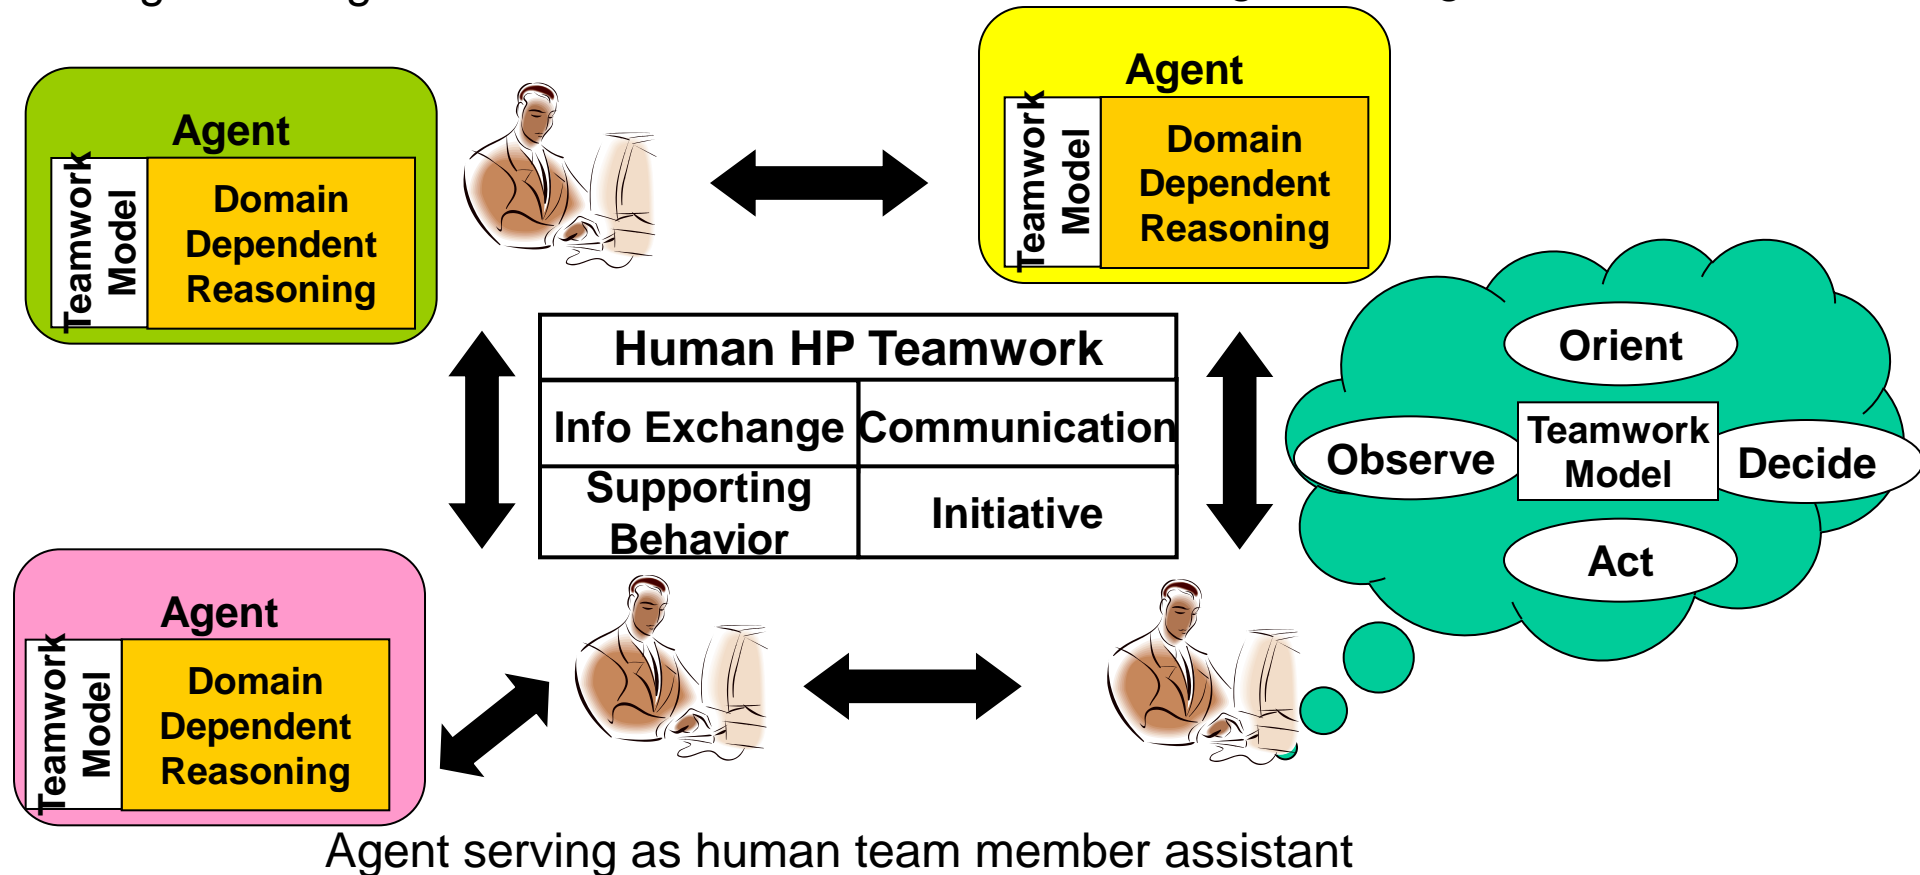 Agent
Teamwork
Model
Domain
Dependent
Reasoning
Agent
Teamwork
Model
Domain
Dependent
Reasoning
Human HP Teamwork
Info Exchange
Communication
Supporting
Behavior
Initiative
Orient
Observe
Teamwork
Model
Decide
Act
Agent
Teamwork
Model
Domain
Dependent
Reasoning
Agent serving as human team member assistant